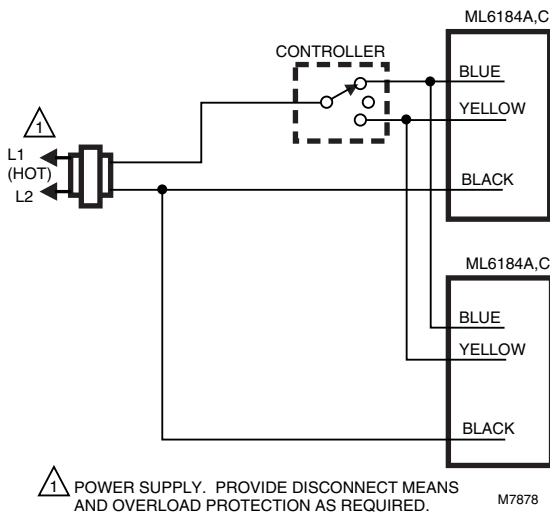 ML6184A,C
CONTROLLER
BLUE
YELLOW
1
L1
(HOT)
L2
BLACK
ML6184A,C
BLUE
YELLOW
BLACK
1 POWER SUPPLY. PROVIDE DISCONNECT MEANS
AND OVERLOAD PROTECTION AS REQUIRED.
M7878